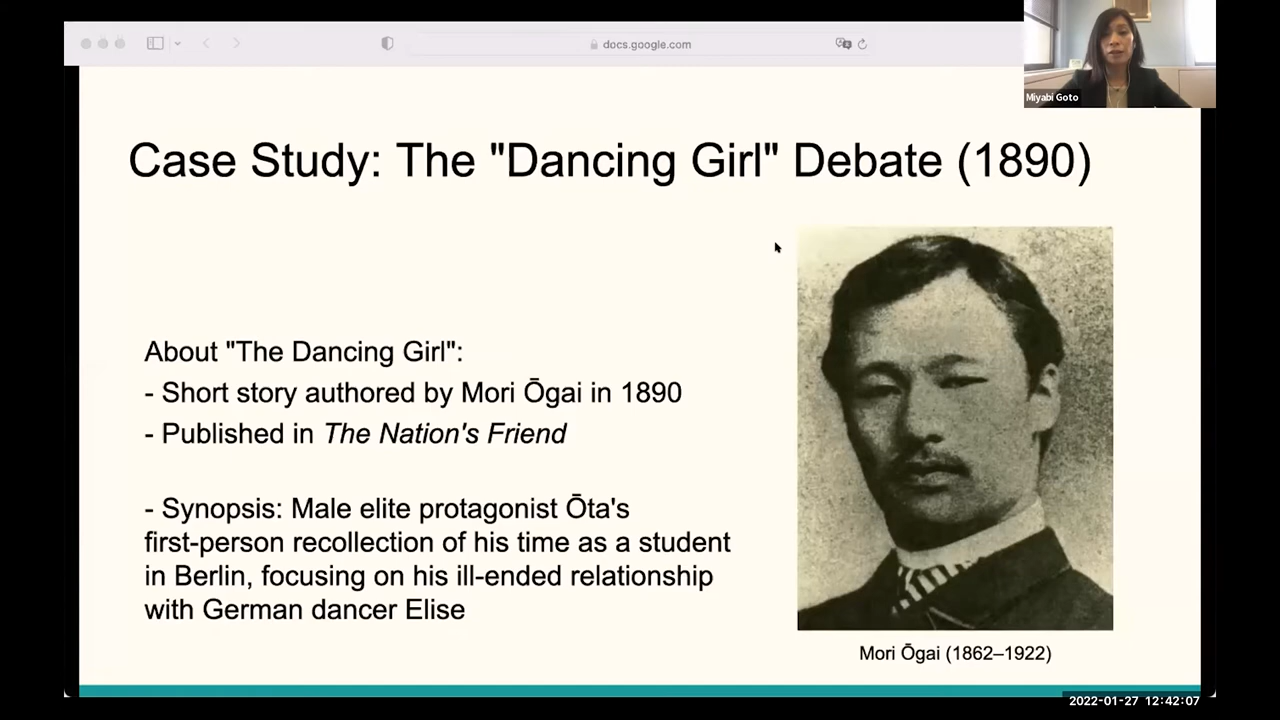 docs.google.com
Miyabi Goto
Case Study: The "Dancing Girl" Debate (1890)
About "The Dancing Girl":
- Short story authored by Mori Ōgai in 1890
- Published in The Nation's Friend
- Synopsis: Male elite protagonist Ōta's
first-person recollection of his time as a student
in Berlin, focusing on his ill-ended relationship
with German dancer Elise
Mori Ōgai (1862–1922)
2022-01-27 12:42:07